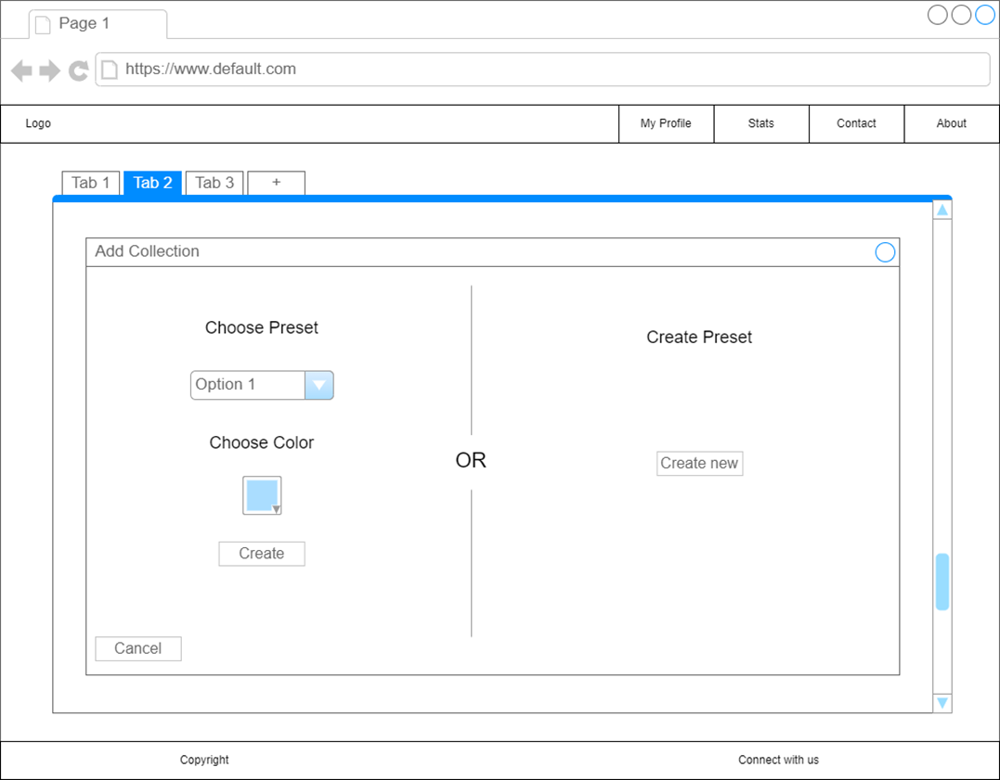 Page 1
https://www.default.com
Logo
My Profile
Stats
Contact
About
Tab 1
Tab 2
Tab 3
+
Add Collection
Choose Preset
Option 1
Choose Color
Create
OR
Create Preset
Create new
Cancel
Copyright
Connect with us